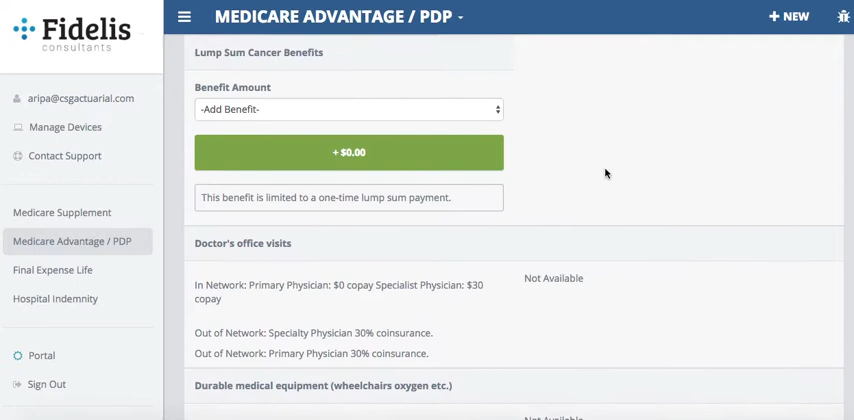 Fidelis
consultants
MEDICARE ADVANTAGE / PDP
+ NEW
aripa@csgactuarial.com
Manage Devices
Contact Support
Medicare Supplement
Medicare Advantage / PDP
Final Expense Life
Hospital Indemnity
Portal
Sign Out
Lump Sum Cancer Benefits
Benefit Amount
-Add Benefit-
+ $0.00
This benefit is limited to a one-time lump sum payment.
Doctor's office visits
In Network: Primary Physician: $0 copay Specialist Physician: $30
copay
Not Available
Out of Network: Specialty Physician 30% coinsurance.
Out of Network: Primary Physician 30% coinsurance.
Durable medical equipment (wheelchairs oxygen etc.)
Not Available